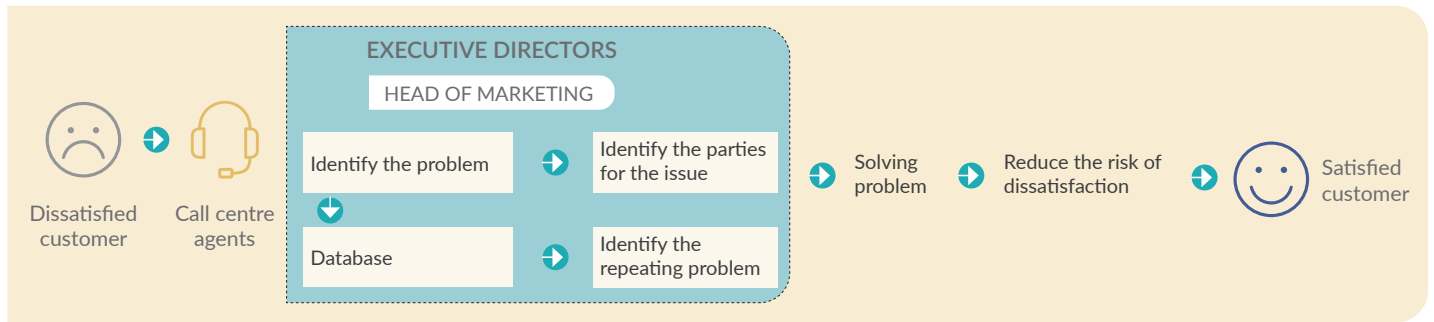 Dissatisfied
customer
Call centre
agents
EXECUTIVE DIRECTORS
HEAD OF MARKETING
Identify the problem
Identify the parties
for the issue
Database
Identify the
repeating problem
Solving
problem
Reduce the risk of
dissatisfaction
Satisfied
customer